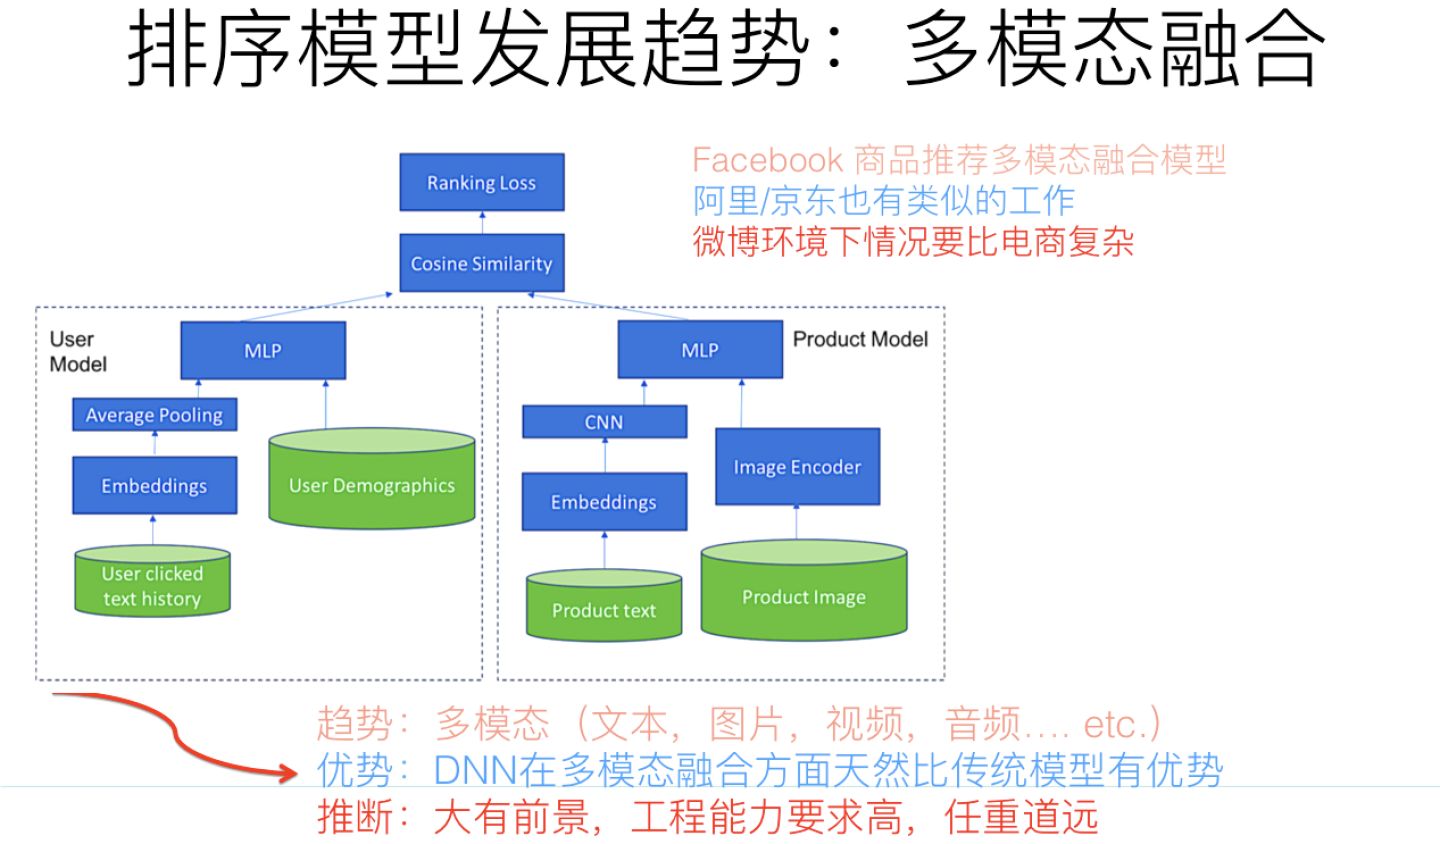 排序模型发展趋势：多模态融合
Facebook 商品推荐多模态融合模型
阿里/京东也有类似的工作
微博环境下情况要比电商复杂
Ranking Loss
Cosine Similarity
User
Model
MLP
Average Pooling
Embeddings
User Demographics
User clicked
text history
MLP
Product Model
CNN
Image Encoder
Embeddings
Product text
Product Image
趋势：多模态（文本，图片，视频，音频.... etc.）
优势：DNN在多模态融合方面天然比传统模型有优势
推断：大有前景，工程能力要求高，任重道远